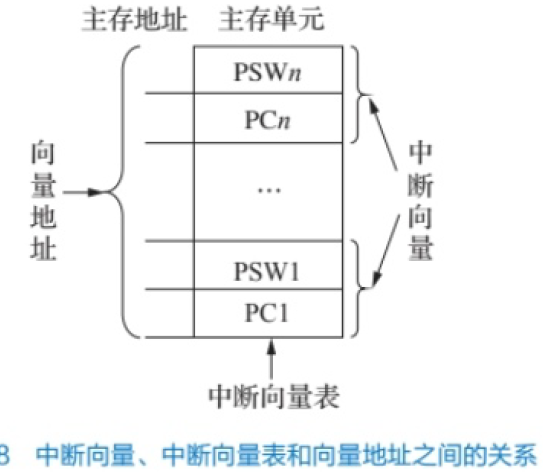 主存地址 主存单元
PSWn
PCn
向量地址
...
中断向量
PSW1
PC1
中断向量表
8 中断向量、中断向量表和向量地址之间的关系